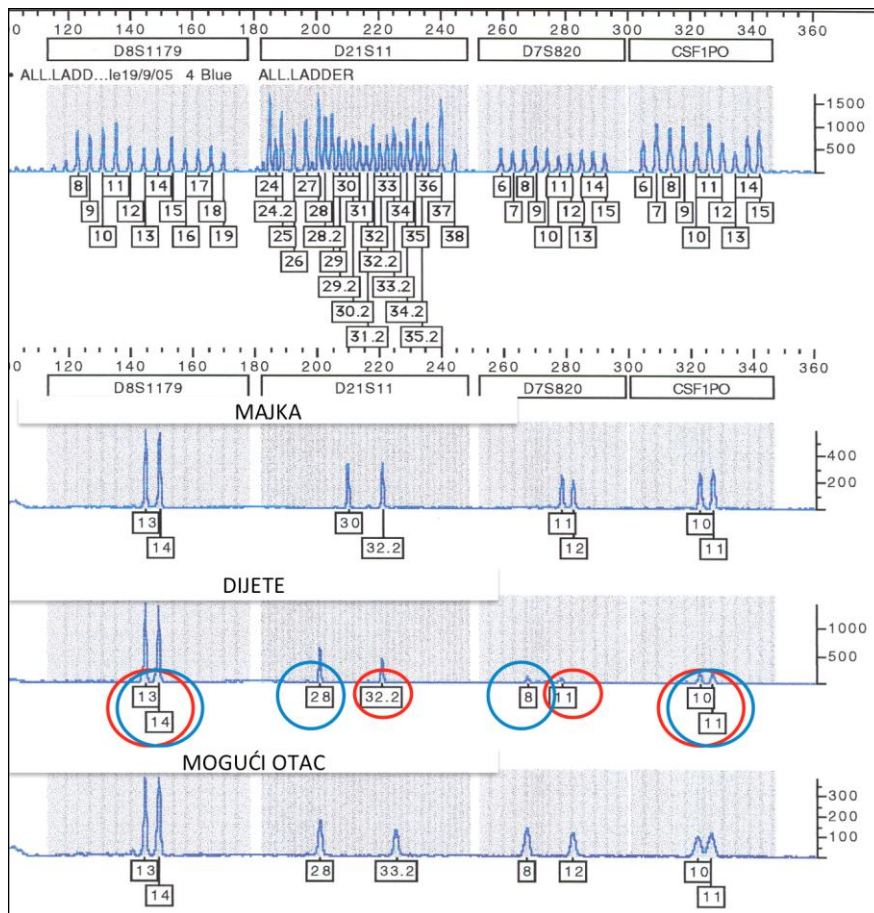 00 120 140 160 180 200 220 240 260 280 300 320 340 360
D8S1179 D21S11 D7S820 CSF1PO
• ALL.LADD...le19/9/05 4 Blue ALL.LADDER
1500
1000
500
8 11 14 17 24 27 30 33 36 6 8 11 14 6 8 11 14
9 12 15 18 24.2 28 31 34 37 7 9 12 15 7 9 12 15
10 13 16 19 25 28.2 32 35 38 10 13 10 13
26 29 32.2
29.2 33.2
30.2 34.2
31.2 35.2
00 120 140 160 180 200 220 240 260 280 300 320 340 360
D8S1179 D21S11 D7S820 CSF1PO
MAJKA
400
200
13 30 11 10
14 32.2 12 11
DIJETE
1000
500
13 28 32.2 8 11 10
14 11
MOGUĆI OTAC
300
200
100
13 28 33.2 8 12 10
14 11